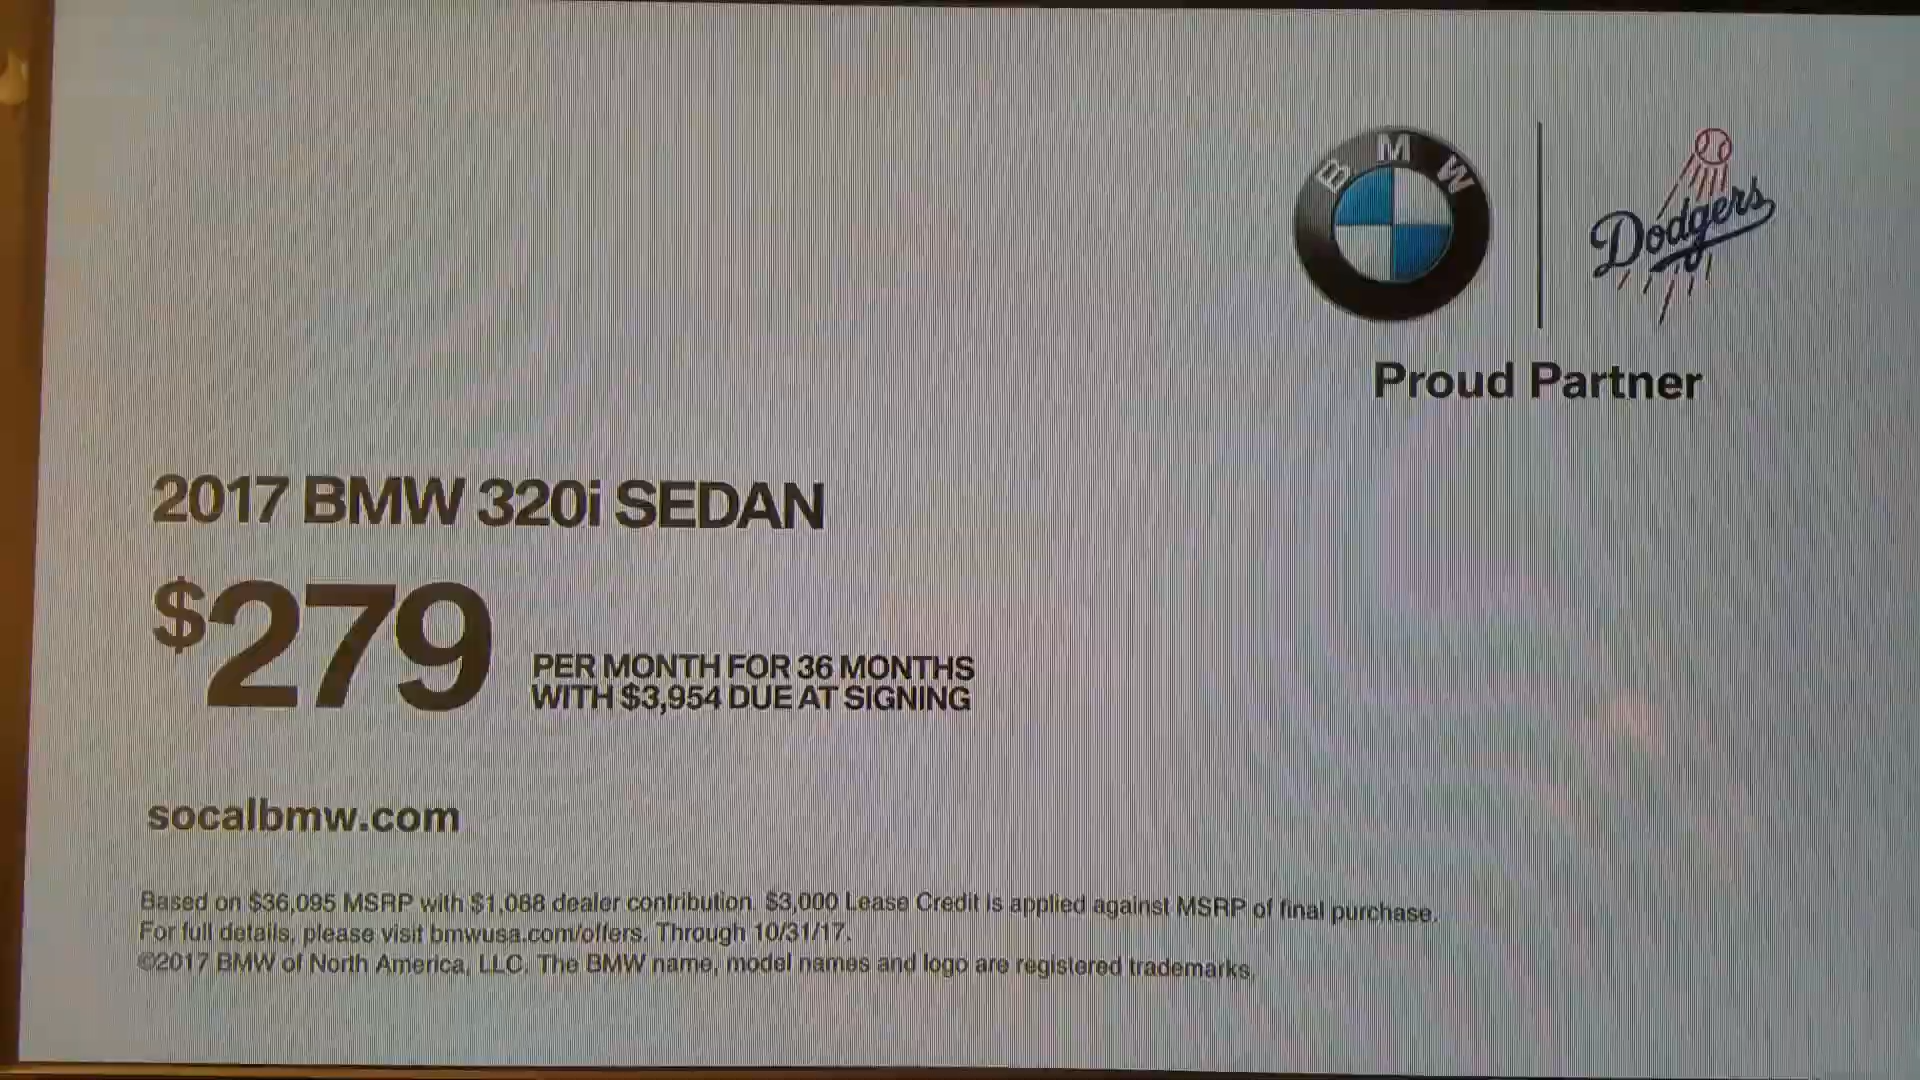 BMW
Dodgers
Proud Partner
2017 BMW 320i SEDAN
$279
PER MONTH FOR 36 MONTHS
WITH $3,954 DUE AT SIGNING
socalbmw.com
Based on $36,095 MSRP with $1,088 dealer contribution. $3,000 Lease Credit is applied against MSRP of final purchase.
For full details, please visit bmwusa.com/offers. Through 10/31/17.
©2017 BMW of North America, LLC. The BMW name, model names and logo are registered trademarks.